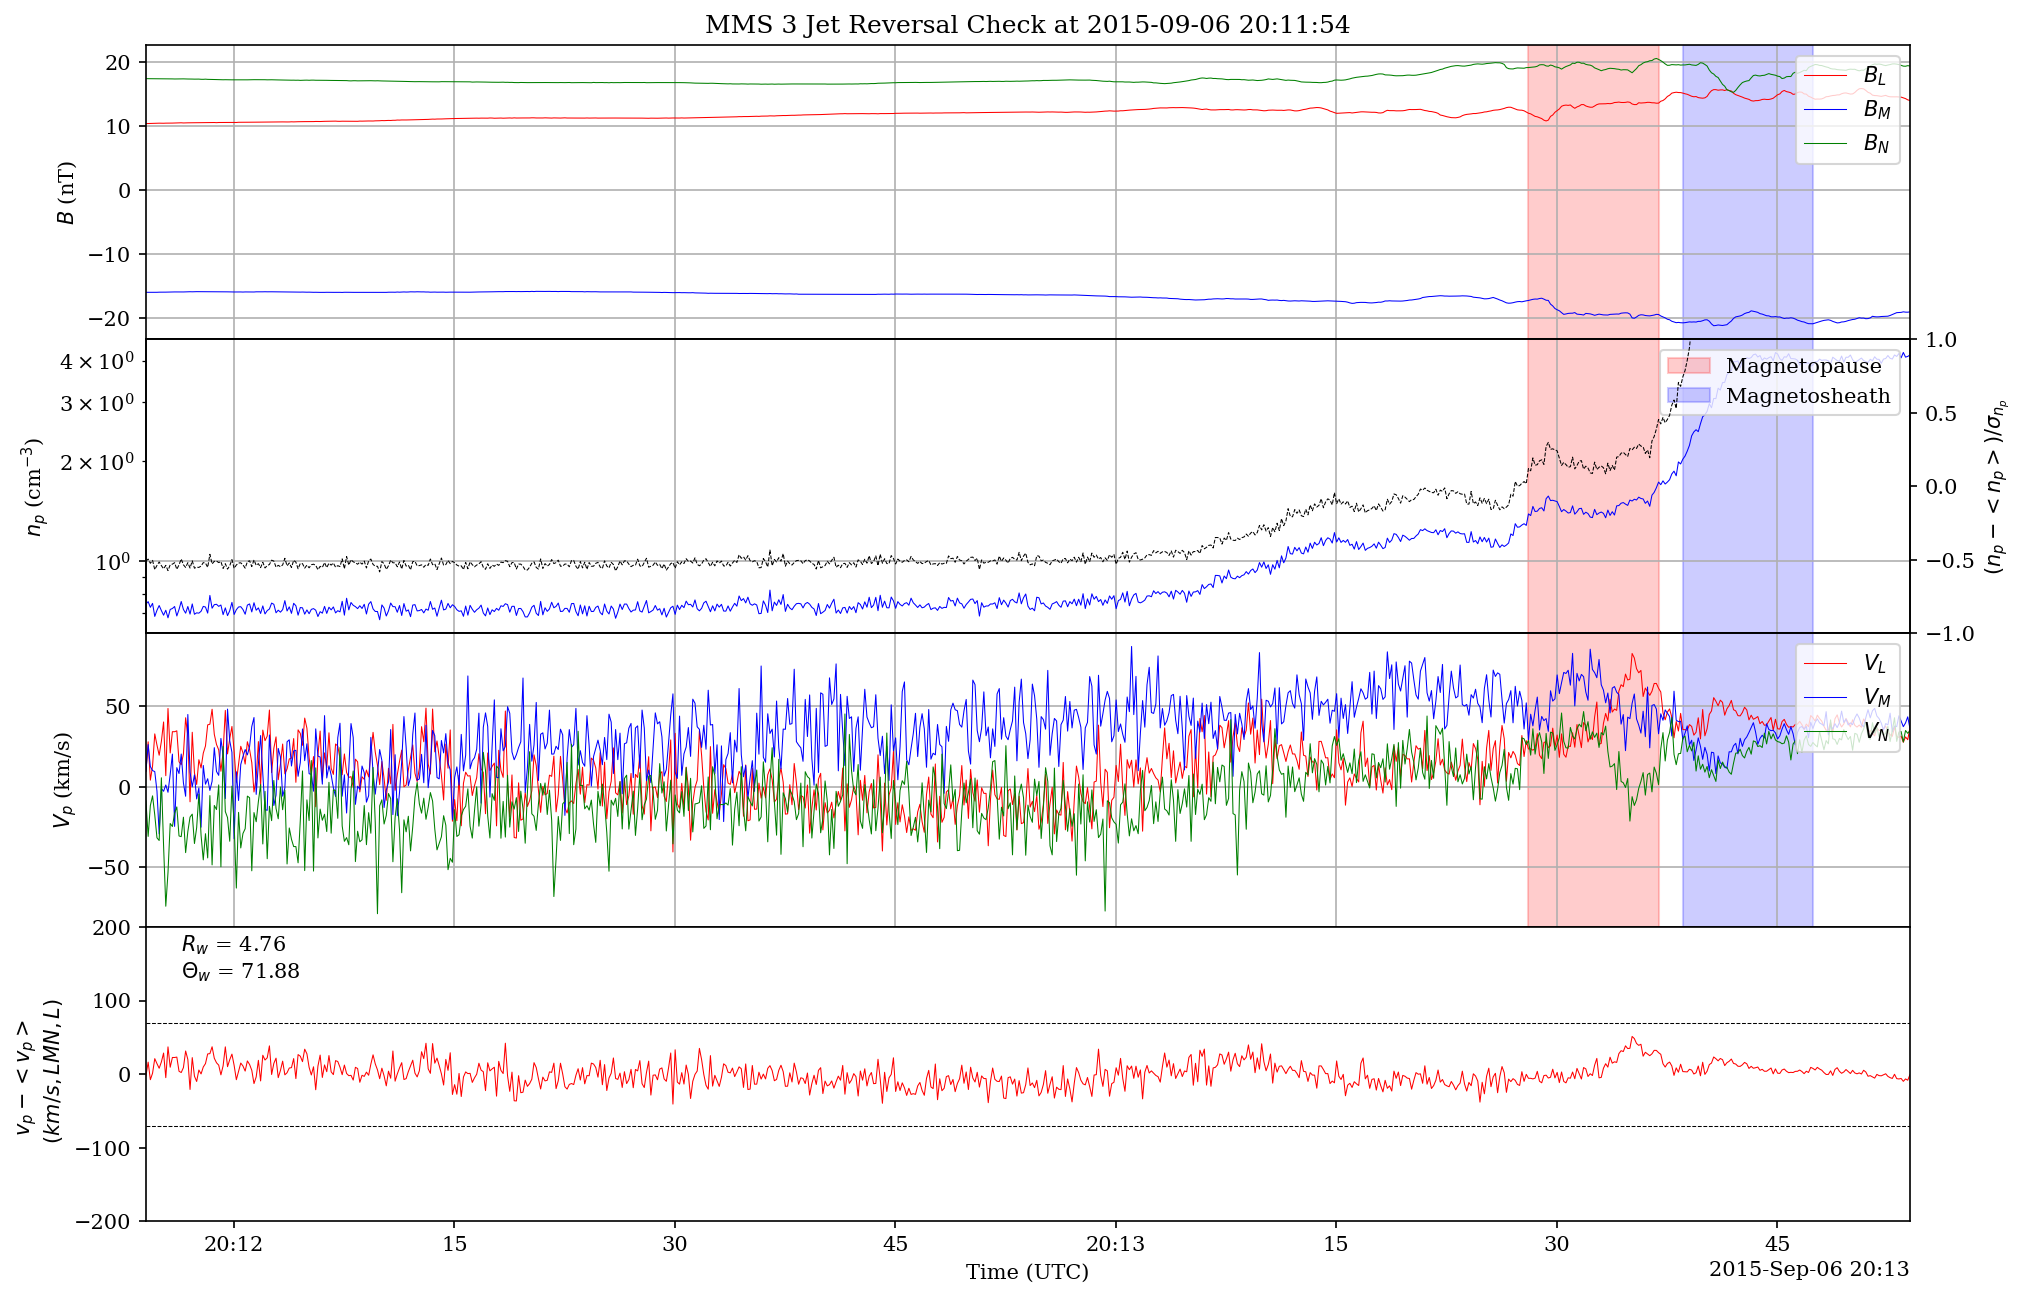 MMS 3 Jet Reversal Check at 2015-09-06 20:11:54
20
10
0
−10
−20
B (nT)
B_L
B_M
B_N
4 × 10^0
3 × 10^0
2 × 10^0
10^0
n_p (cm^−3)
1.0
0.5
0.0
−0.5
−1.0
(n_p − < n_p >)/σ_{n_p}
Magnetopause
Magnetosheath
50
0
−50
V_p (km/s)
V_L
V_M
V_N
200
100
0
−100
−200
v_p − < v_p >
(km/s, LMN, L)
R_w = 4.76
Θ_w = 71.88
20:12 15 30 45 20:13 15 30 45
Time (UTC)
2015-Sep-06 20:13